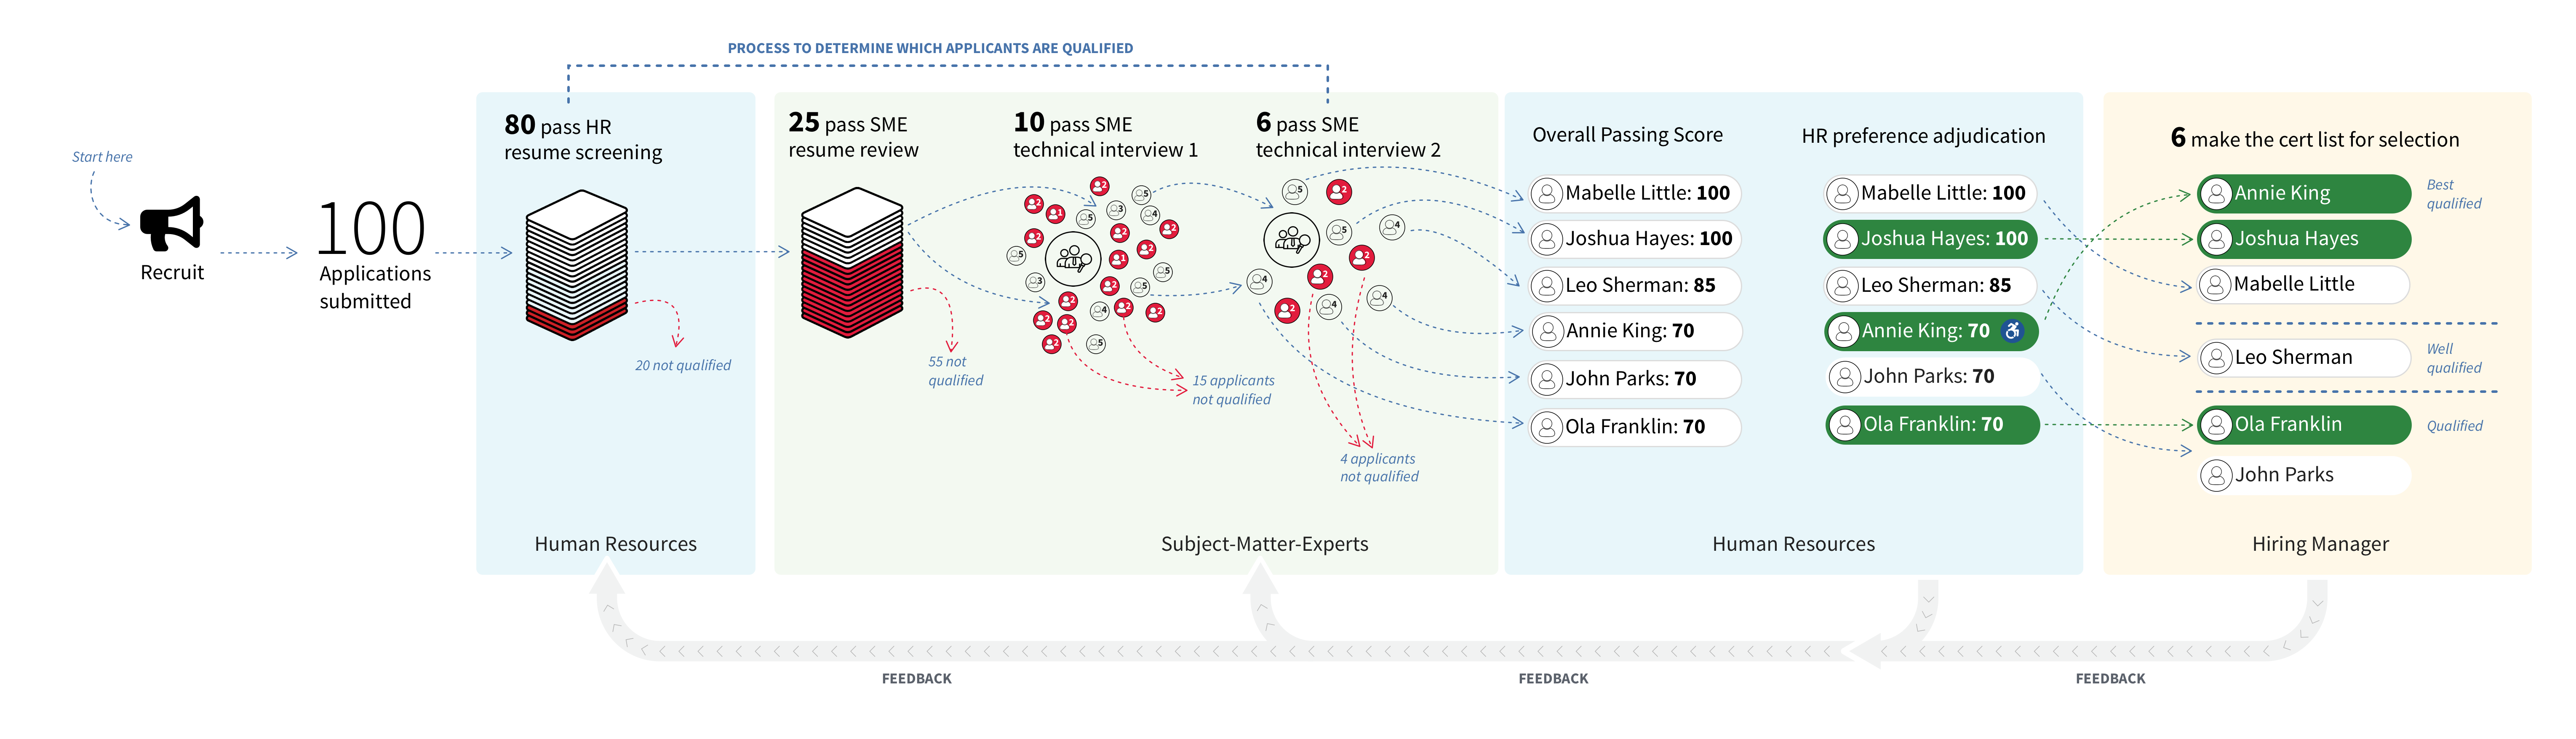 PROCESS TO DETERMINE WHICH APPLICANTS ARE QUALIFIED
Start here
Recruit
100
Applications
submitted
80 pass HR
resume screening
20 not qualified
Human Resources
25 pass SME
resume review
55 not
qualified
10 pass SME
technical interview 1
15 applicants
not qualified
6 pass SME
technical interview 2
4 applicants
not qualified
Subject-Matter-Experts
Overall Passing Score
Mabelle Little: 100
Joshua Hayes: 100
Leo Sherman: 85
Annie King: 70
John Parks: 70
Ola Franklin: 70
HR preference adjudication
Mabelle Little: 100
Joshua Hayes: 100
Leo Sherman: 85
Annie King: 70
John Parks: 70
Ola Franklin: 70
Human Resources
6 make the cert list for selection
Annie King
Best
qualified
Joshua Hayes
Mabelle Little
Leo Sherman
Well
qualified
Ola Franklin
Qualified
John Parks
Hiring Manager
FEEDBACK
FEEDBACK
FEEDBACK